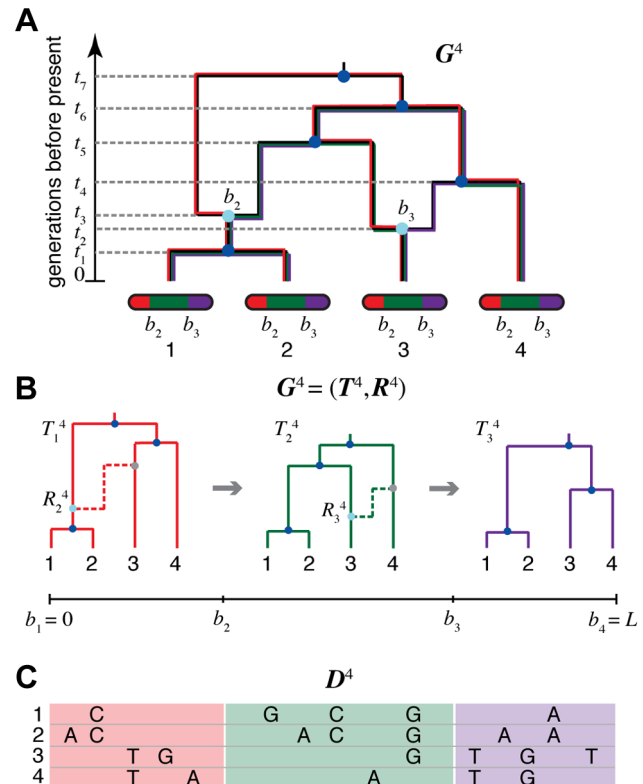 A
G⁴
generations before present
t₇
t₆
t₅
t₄
t₃
t₂
t₁
0
b₂
b₃
b₂ b₃ b₂ b₃ b₂ b₃ b₂ b₃
1 2 3 4
B
G⁴ = (T⁴, R⁴)
T₁⁴ T₂⁴ T₃⁴
R₂⁴ R₃⁴
1 2 3 4 1 2 3 4 1 2 3 4
b₁ = 0 b₂ b₃ b₄ = L
C
D⁴
1 C G C G A
2 A C A C G A A
3 T G G T G T
4 T A A T G